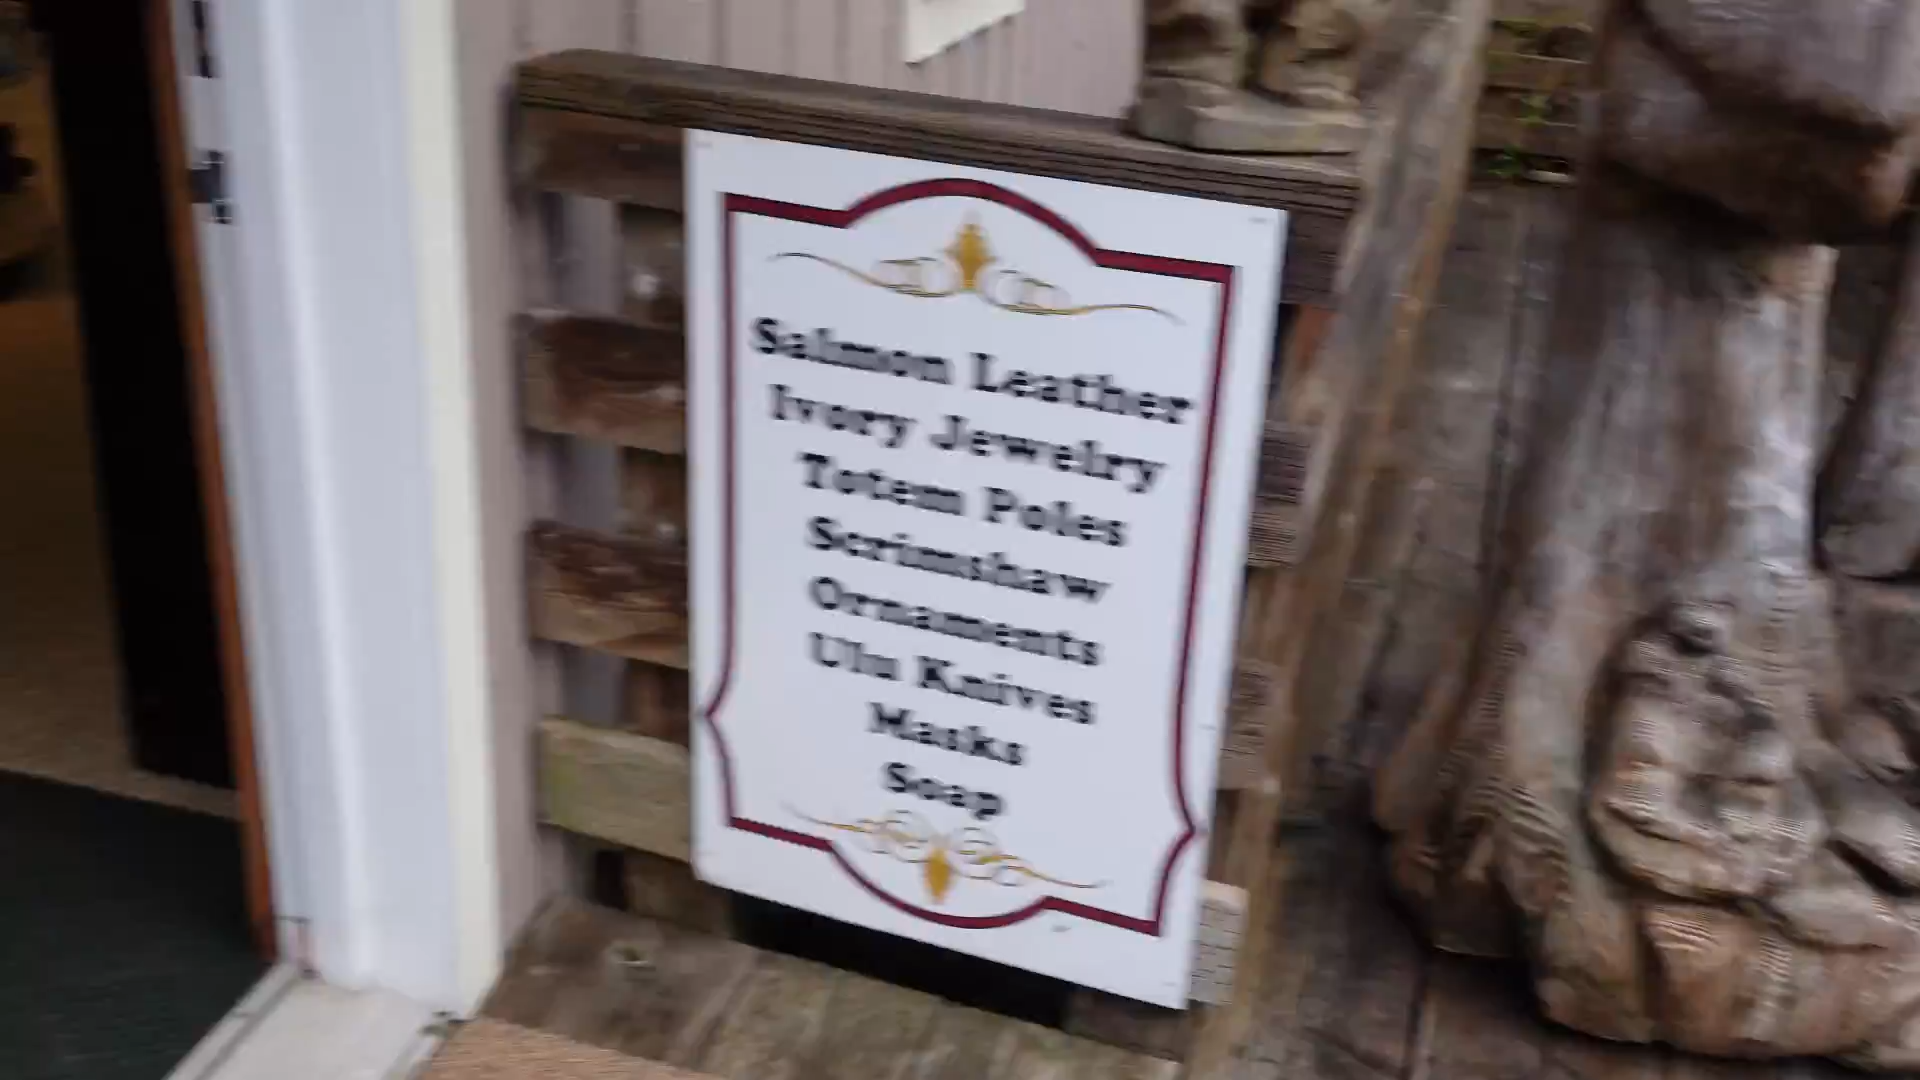 Salmon Leather
Ivory Jewelry
Totem Poles
Scrimshaw
Ornaments
Ulu Knives
Masks
Soap